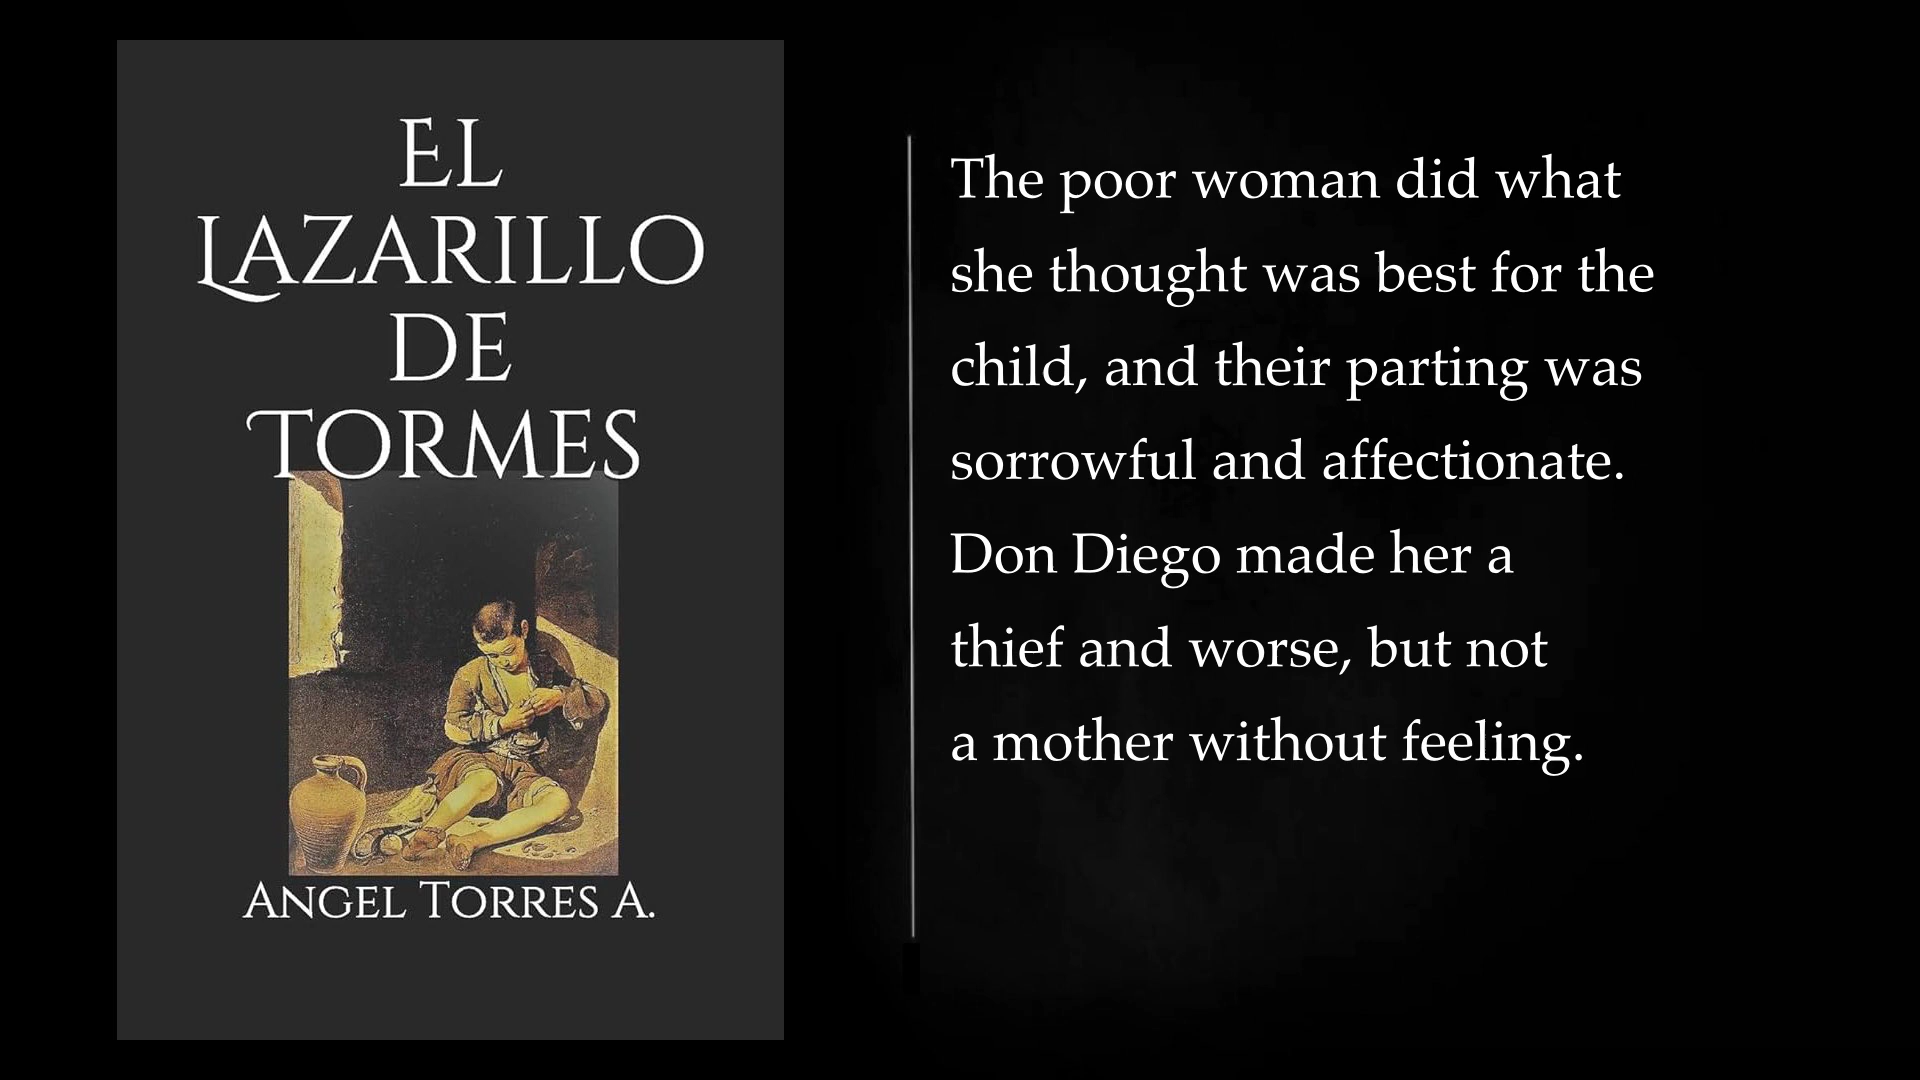 El
Lazarillo
de
Tormes
Angel Torres A.
The poor woman did what
she thought was best for the
child, and their parting was
sorrowful and affectionate.
Don Diego made her a
thief and worse, but not
a mother without feeling.